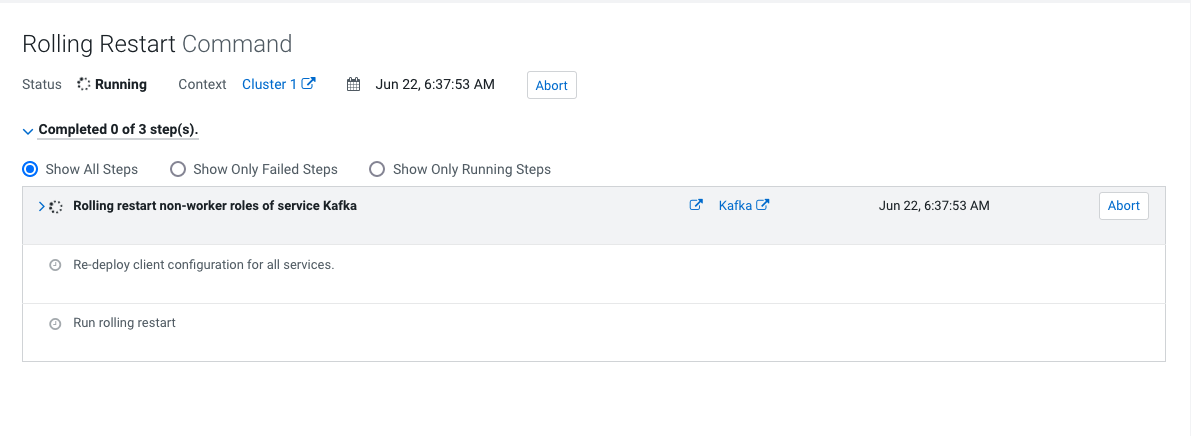 Rolling Restart Command
Status Running Context Cluster 1 Jun 22, 6:37:53 AM Abort
Completed 0 of 3 step(s).
Show All Steps Show Only Failed Steps Show Only Running Steps
Rolling restart non-worker roles of service Kafka Kafka Jun 22, 6:37:53 AM Abort
Re-deploy client configuration for all services.
Run rolling restart